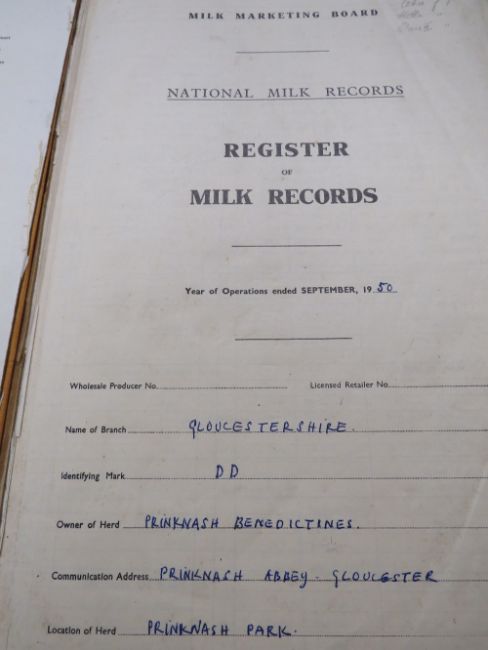 MILK MARKETING BOARD
NATIONAL MILK RECORDS
REGISTER
OF
MILK RECORDS
Year of Operations ended SEPTEMBER, 1950
Wholesale Producer No.
Licensed Retailer No.
Name of Branch GLOUCESTERSHIRE.
Identifying Mark DD
Owner of Herd PRINKNASH BENEDICTINES.
Communication Address PRINKNASH ABBEY. GLOUCESTER
Location of Herd PRINKNASH PARK.